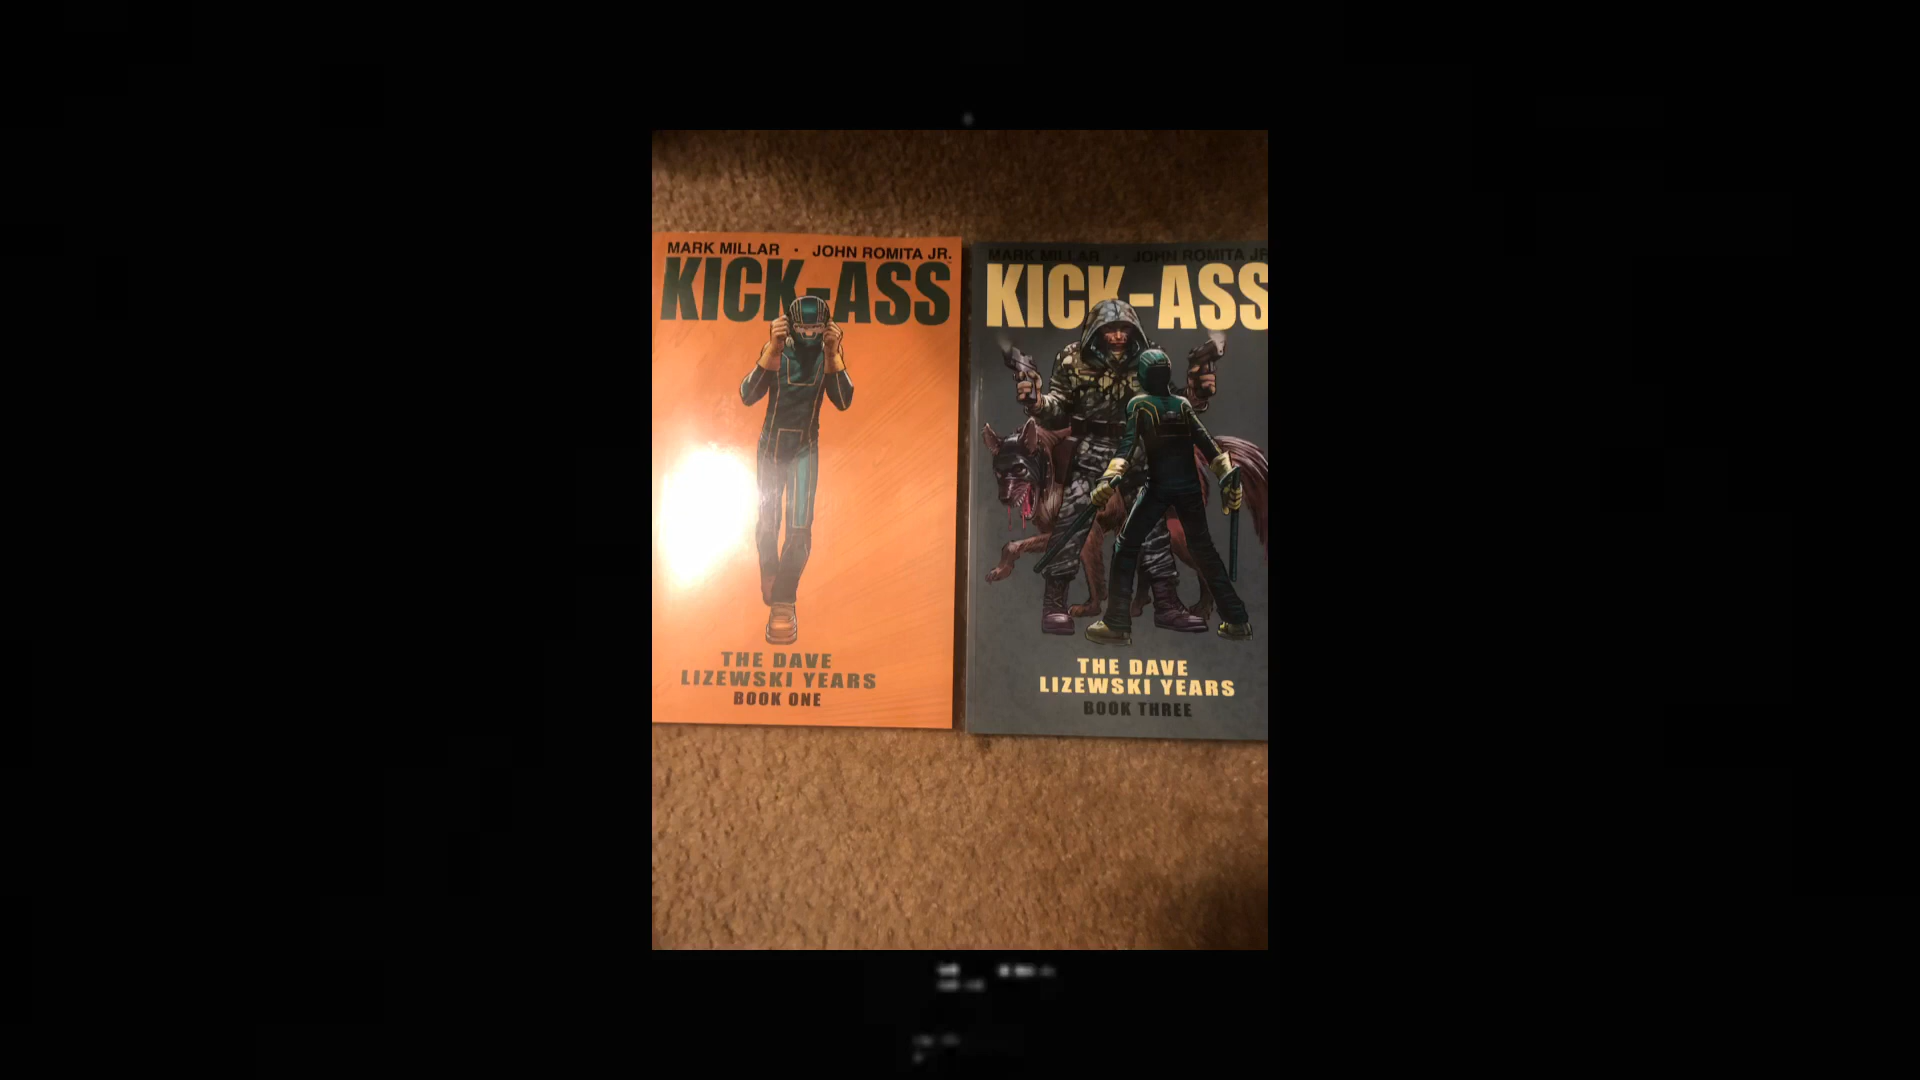 MARK MILLAR · JOHN ROMITA JR.
KICK-ASS
THE DAVE
LIZEWSKI YEARS
BOOK ONE
MARK MILLAR · JOHN ROMITA JR
KICK-ASS
THE DAVE
LIZEWSKI YEARS
BOOK THREE